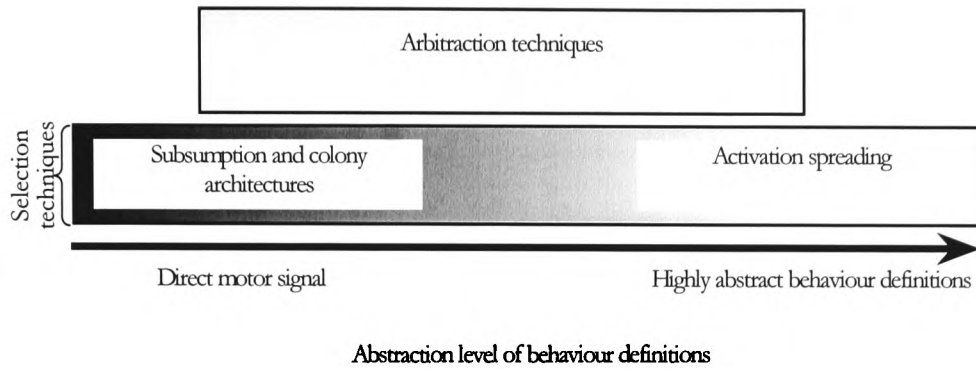 Arbitraction techniques
Selection
techniques
Subsumption and colony
architectures
Activation spreading
Direct motor signal
Highly abstract behaviour definitions
Abstraction level of behaviour definitions